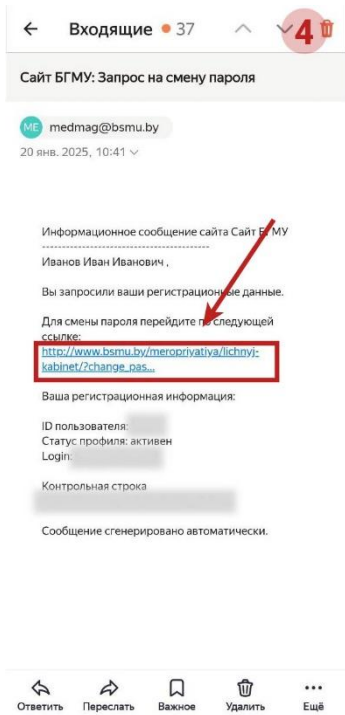 Входящие • 37
4
Сайт БГМУ: Запрос на смену пароля
ME medmag@bsmu.by
20 янв. 2025, 10:41
Информационное сообщение сайта Сайт БГМУ
------------------------------------------
Иванов Иван Иванович ,
Вы запросили ваши регистрационные данные.
Для смены пароля перейдите по следующей
ссылке:
http://www.bsmu.by/meropriyatiya/lichnyj-
kabinet/?change_pas...
Ваша регистрационная информация:
ID пользователя:
Статус профиля: активен
Login:
Контрольная строка
Сообщение сгенерировано автоматически.
Ответить Переслать Важное Удалить Ещё